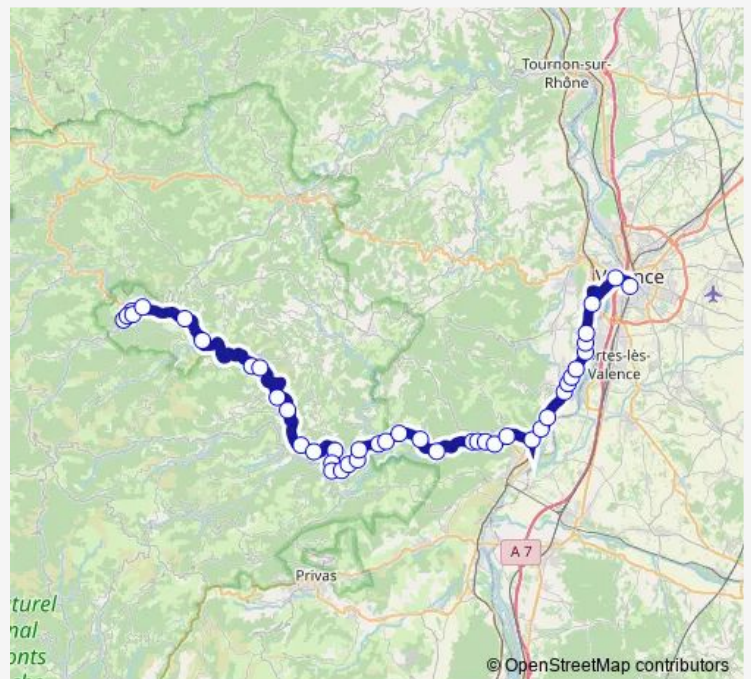 Tournon-sur-
Rhône
Valence
rtes-lès-
Valence
A 7
Privas
turel
nal
onts
© OpenStreetMap contributors